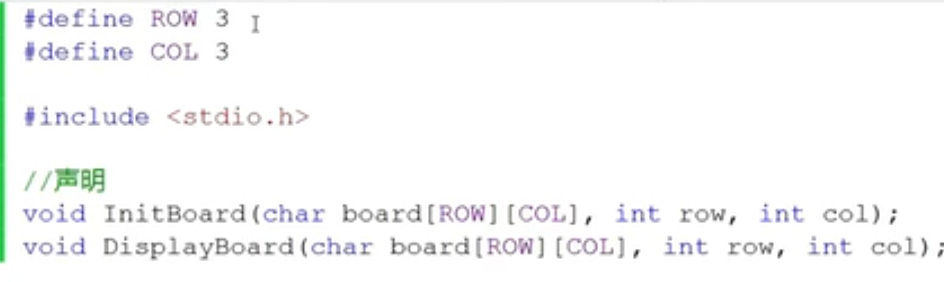 #define ROW 3
#define COL 3
#include <stdio.h>
//声明
void InitBoard(char board[ROW][COL], int row, int col);
void DisplayBoard(char board[ROW][COL], int row, int col);